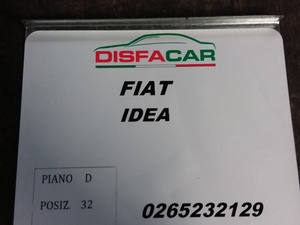 DISFACAR
FIAT
IDEA
PIANO D
POSIZ. 32
0265232129